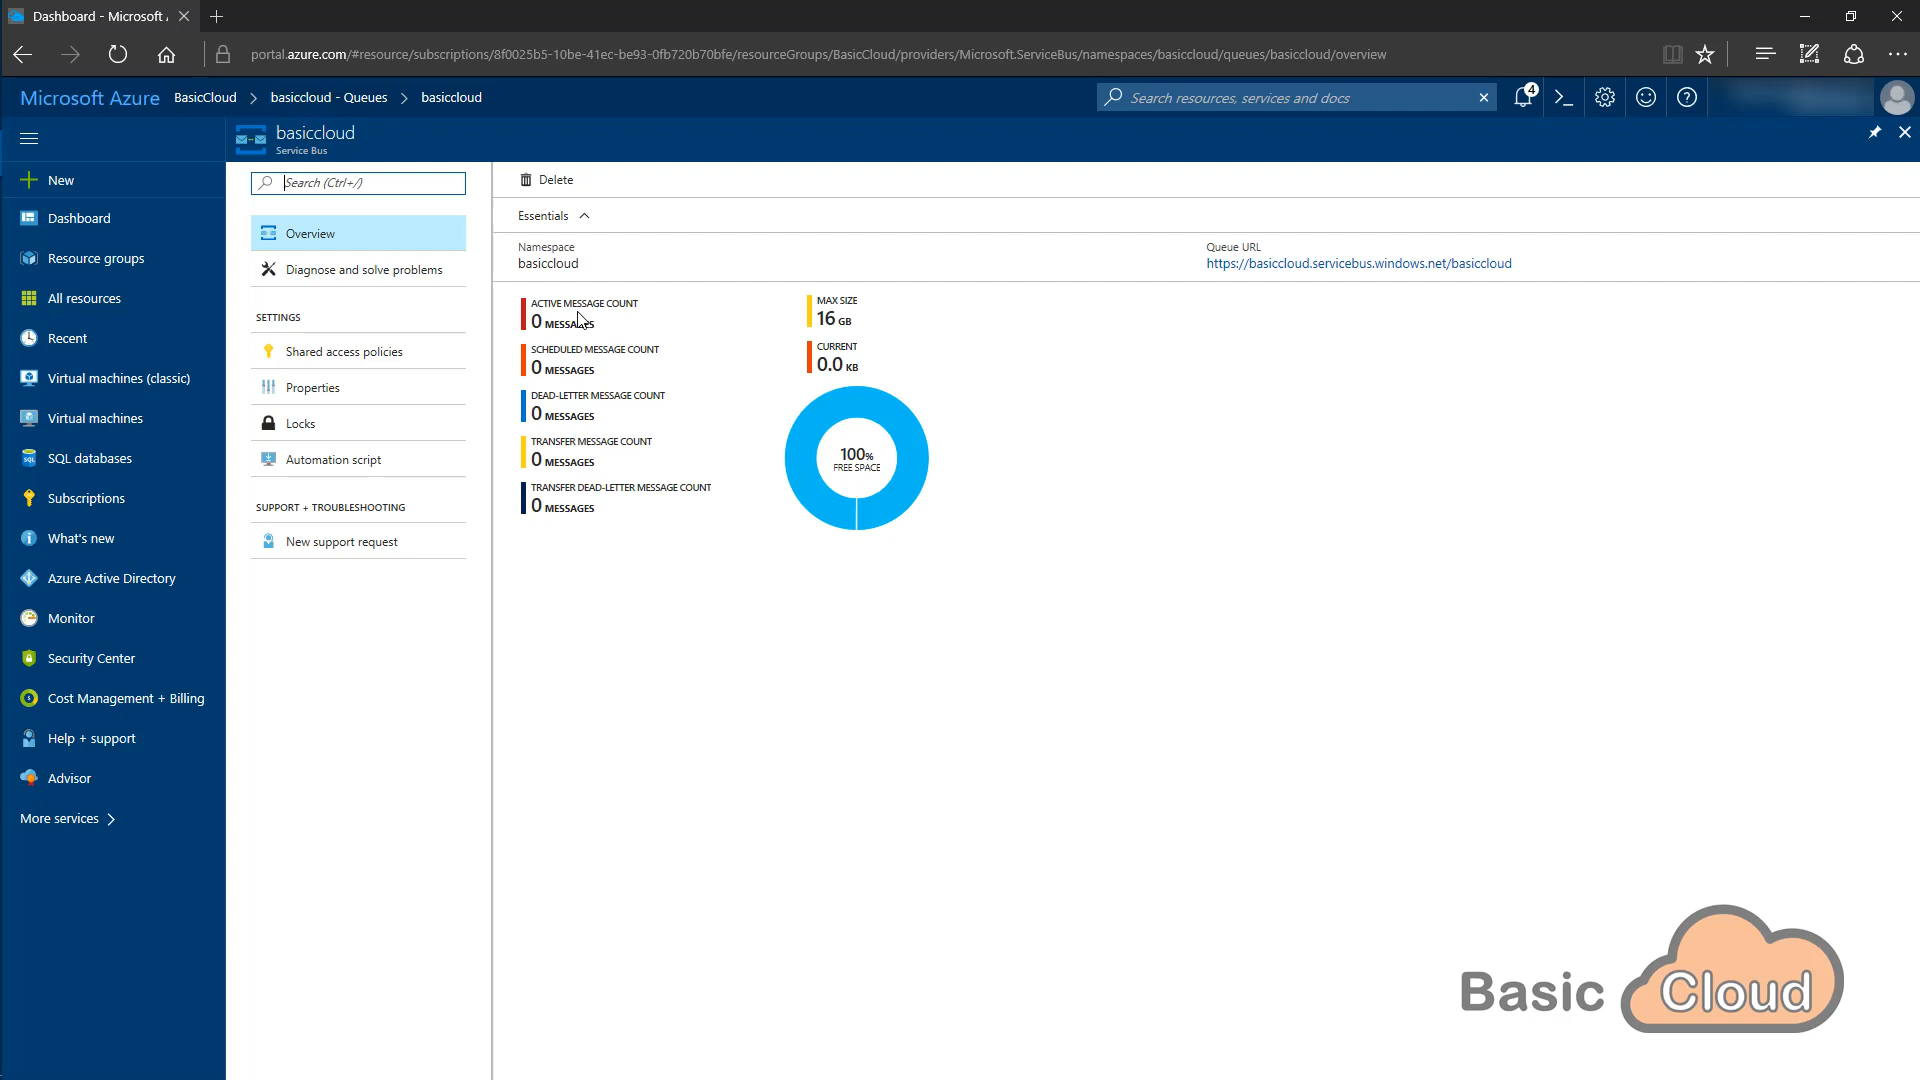 Dashboard - Microsoft
portal.azure.com/#resource/subscriptions/8f0025b5-10be-41ec-be93-0fb720b70bfe/resourceGroups/BasicCloud/providers/Microsoft.ServiceBus/namespaces/basiccloud/queues/basiccloud/overview
Microsoft Azure BasicCloud > basiccloud - Queues > basiccloud
Search resources, services and docs
4
basiccloud
Service Bus
New
Dashboard
Resource groups
All resources
Recent
Virtual machines (classic)
Virtual machines
SQL databases
Subscriptions
What's new
Azure Active Directory
Monitor
Security Center
Cost Management + Billing
Help + support
Advisor
More services >
Search (Ctrl+/)
Overview
Diagnose and solve problems
SETTINGS
Shared access policies
Properties
Locks
Automation script
SUPPORT + TROUBLESHOOTING
New support request
Delete
Essentials
Namespace
basiccloud
Queue URL
https://basiccloud.servicebus.windows.net/basiccloud
ACTIVE MESSAGE COUNT
0 MESSAGES
SCHEDULED MESSAGE COUNT
0 MESSAGES
DEAD-LETTER MESSAGE COUNT
0 MESSAGES
TRANSFER MESSAGE COUNT
0 MESSAGES
TRANSFER DEAD-LETTER MESSAGE COUNT
0 MESSAGES
MAX SIZE
16 GB
CURRENT
0.0 KB
100%
FREE SPACE
Basic Cloud